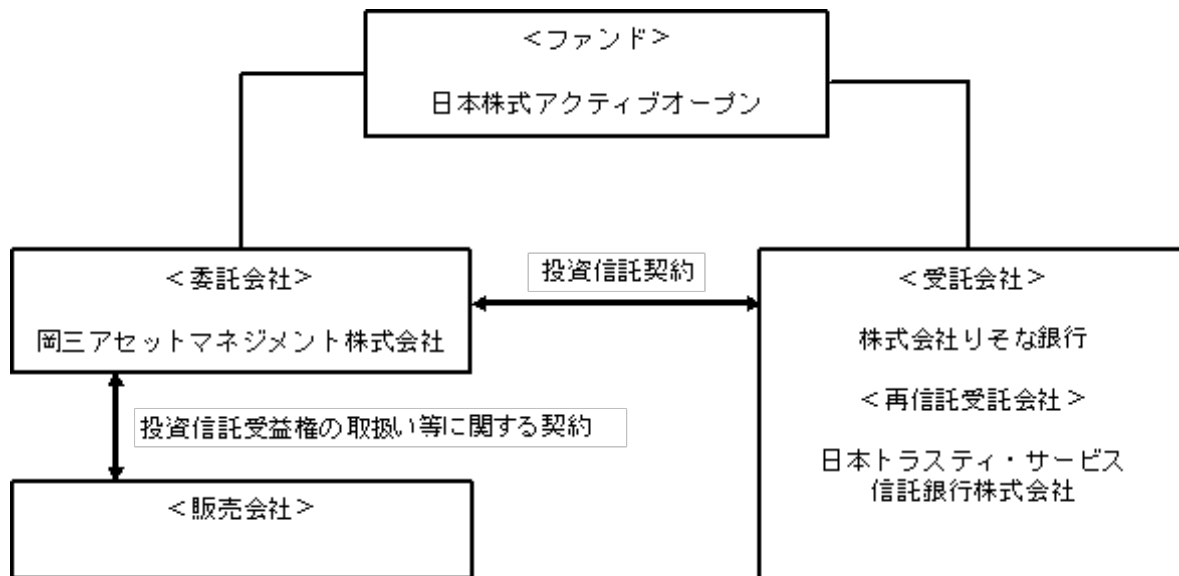 ＜ファンド＞
日本株式アクティブオープン
＜委託会社＞
岡三アセットマネジメント株式会社
投資信託契約
＜受託会社＞
株式会社りそな銀行
＜再信託受託会社＞
日本トラスティ・サービス
信託銀行株式会社
投資信託受益権の取扱い等に関する契約
＜販売会社＞